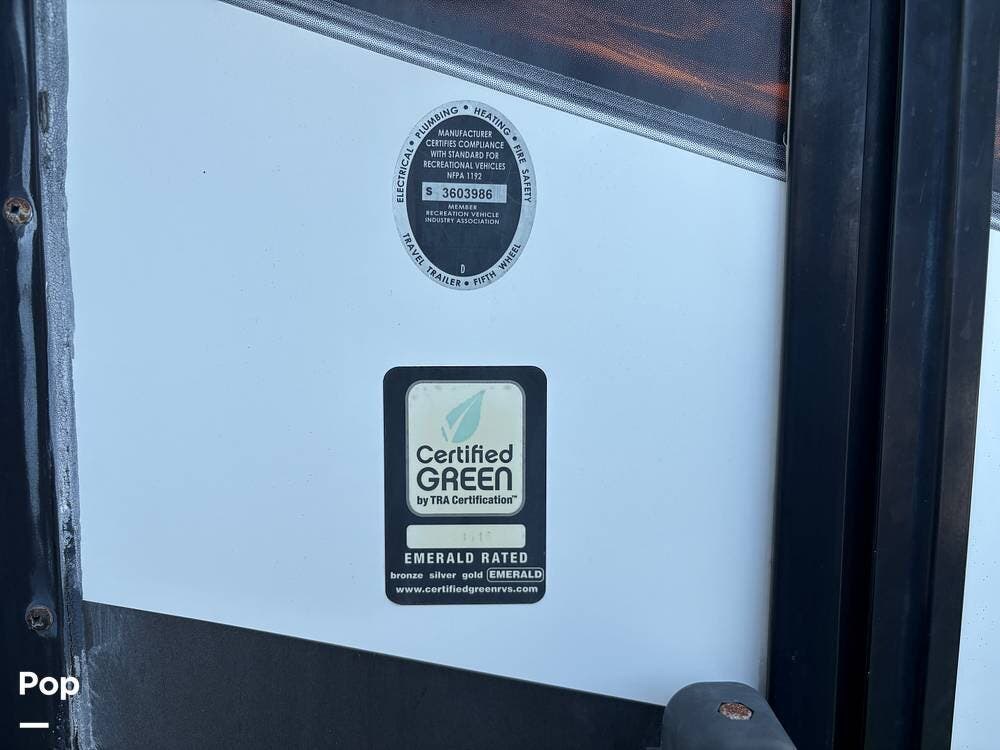 ELECTRICAL • PLUMBING • HEATING • FIRE SAFETY
MANUFACTURER
CERTIFIES COMPLIANCE
WITH STANDARD FOR
RECREATIONAL VEHICLES
NFPA 1192
S 3603986
MEMBER
RECREATION VEHICLE
INDUSTRY ASSOCIATION
D
TRAVEL TRAILER • FIFTH WHEEL
Certified
GREEN
by TRA Certification™
EMERALD RATED
bronze silver gold EMERALD
www.certifiedgreenrvs.com
Pop